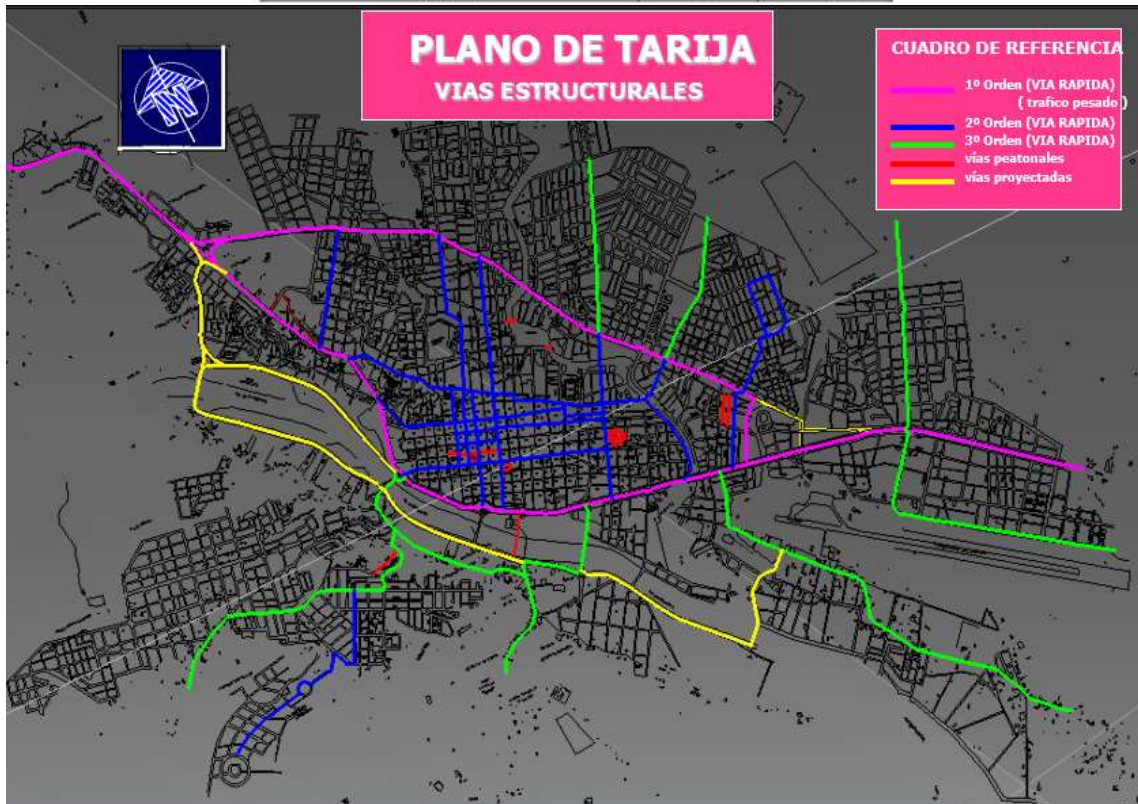 PLANO DE TARIJA
VIAS ESTRUCTURALES
CUADRO DE REFERENCIA
1º Orden (VIA RAPIDA)
( trafico pesado )
2º Orden (VIA RAPIDA)
3º Orden (VIA RAPIDA)
vías peatonales
vías proyectadas